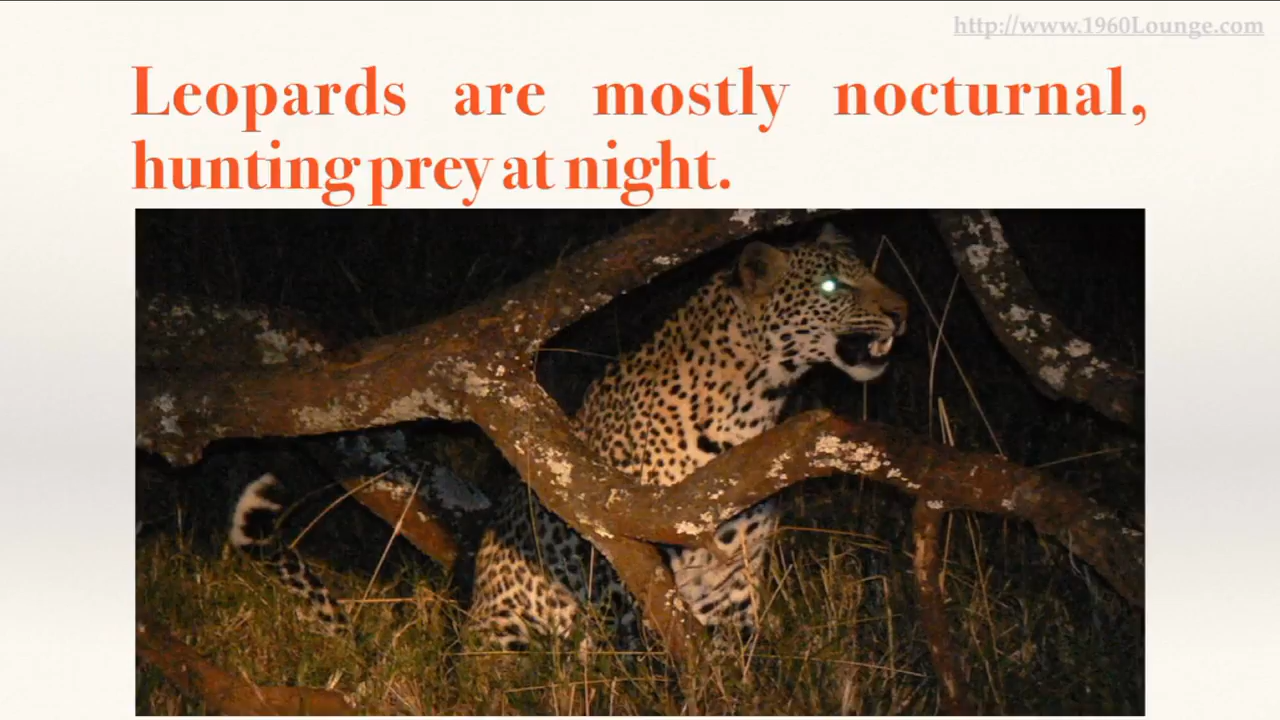 http://www.1960Lounge.com
Leopards are mostly nocturnal,
hunting prey at night.